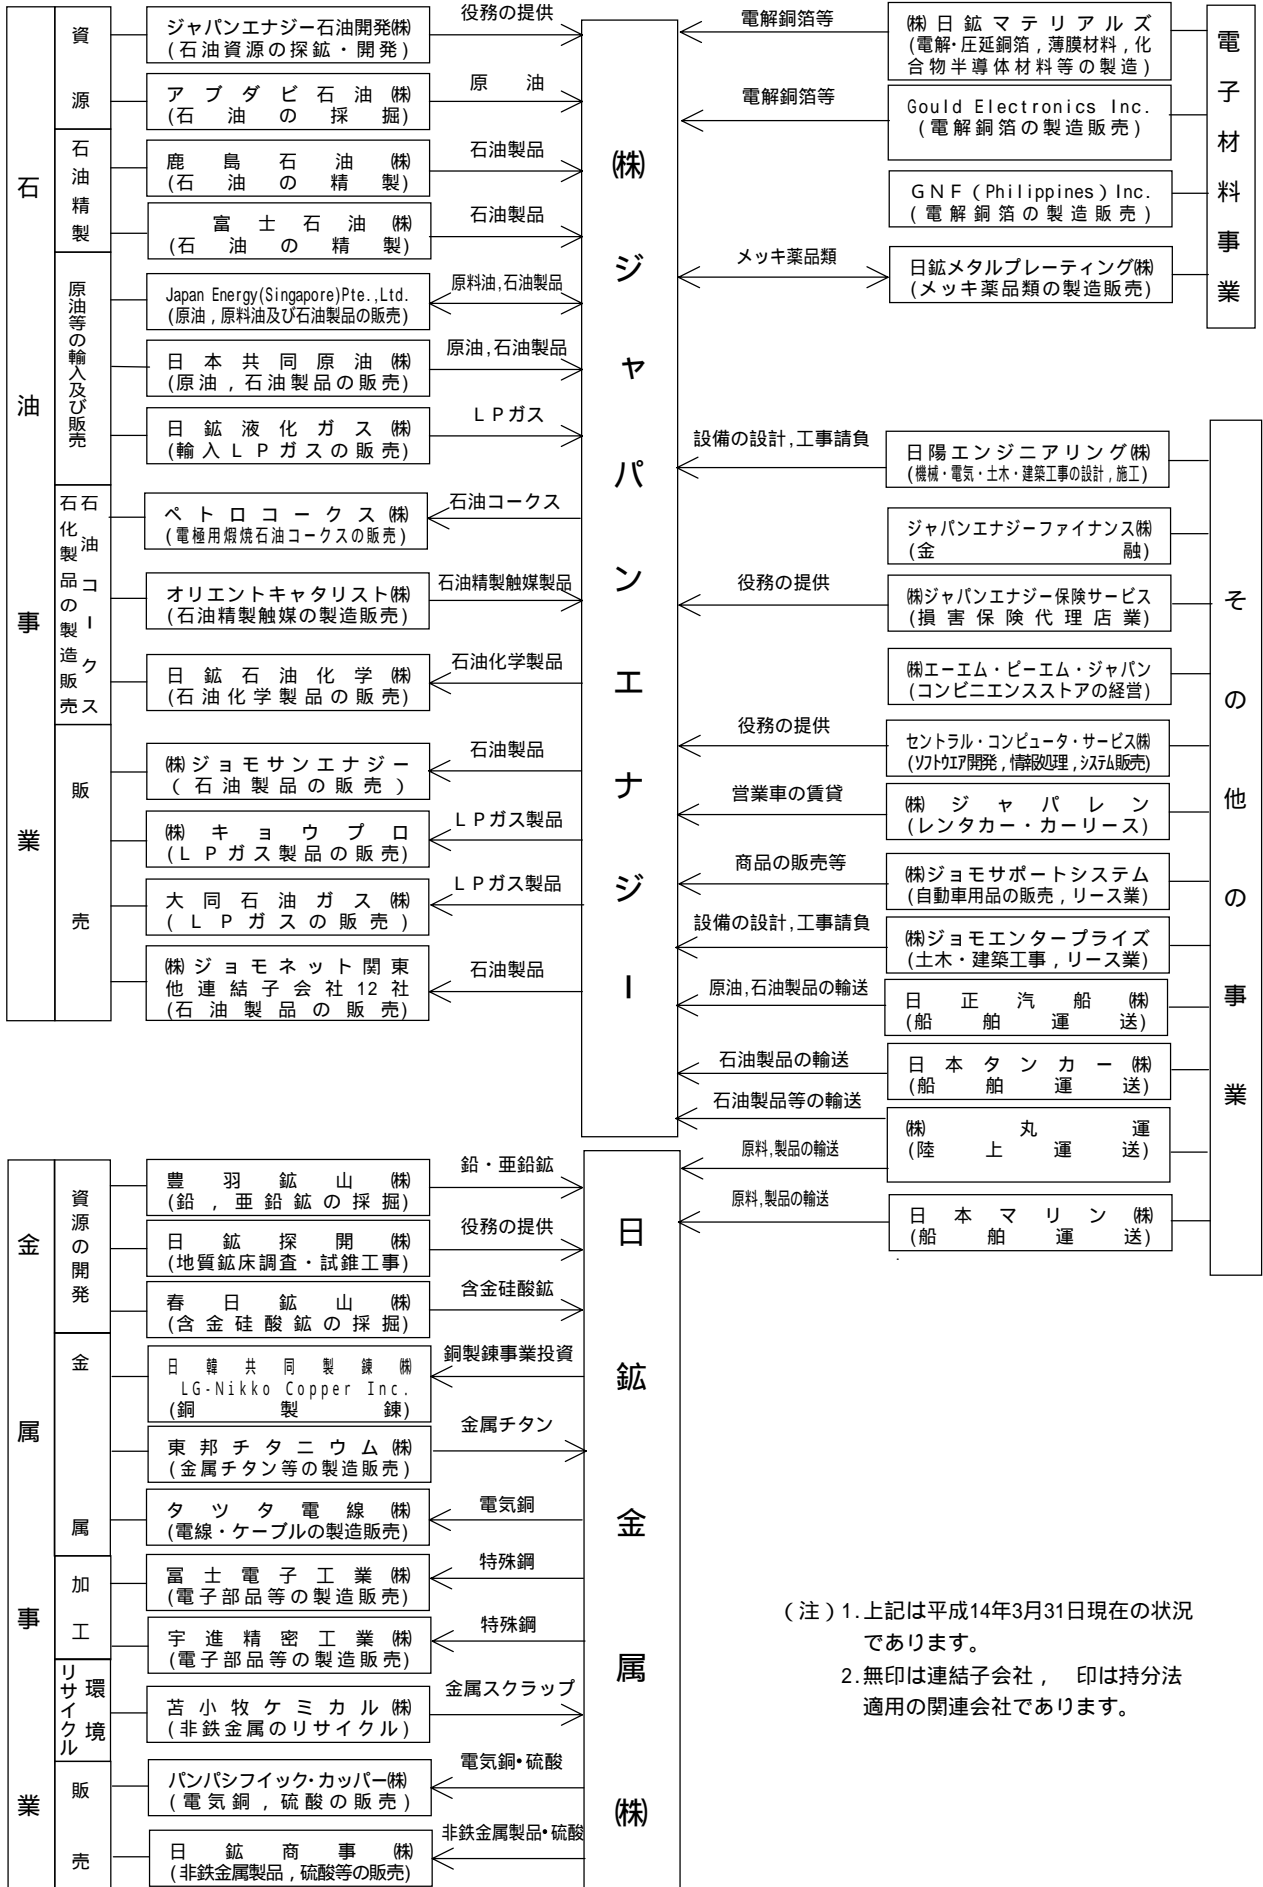 石油事業
資源
ジャパンエナジー石油開発㈱
(石油資源の探鉱・開発)
役務の提供
アブダビ石油㈱
(石油の採掘)
原油
石油精製
鹿島石油㈱
(石油の精製)
石油製品
富士石油㈱
(石油の精製)
石油製品
原油等の輸入及び販売
Japan Energy(Singapore)Pte.,Ltd.
(原油，原料油及び石油製品の販売)
原料油,石油製品
日本共同原油㈱
(原油，石油製品の販売)
原油,石油製品
日鉱液化ガス㈱
(輸入ＬＰガスの販売)
ＬＰガス
石油コークス
石化製品の製造販売
ペトロコークス㈱
(電極用煆焼石油コークスの販売)
石油コークス
オリエントキャタリスト㈱
(石油精製触媒の製造販売)
石油精製触媒製品
日鉱石油化学㈱
(石油化学製品の販売)
石油化学製品
販売
㈱ジョモサンエナジー
(石油製品の販売)
石油製品
㈱キョウプロ
(ＬＰガス製品の販売)
ＬＰガス製品
大同石油ガス㈱
(ＬＰガスの販売)
ＬＰガス製品
㈱ジョモネット関東
他連結子会社12社
(石油製品の販売)
石油製品
㈱ジャパンエナジー
電子材料事業
電解銅箔等
㈱日鉱マテリアルズ
(電解･圧延銅箔，薄膜材料，化
合物半導体材料等の製造)
電解銅箔等
Gould Electronics Inc.
(電解銅箔の製造販売)
ＧＮＦ（Philippines）Inc.
(電解銅箔の製造販売)
メッキ薬品類
日鉱メタルプレーティング㈱
(メッキ薬品類の製造販売)
その他の事業
設備の設計,工事請負
日陽エンジニアリング㈱
(機械・電気・土木・建築工事の設計，施工)
ジャパンエナジーファイナンス㈱
(金融)
役務の提供
㈱ジャパンエナジー保険サービス
(損害保険代理店業)
㈱エーエム・ピーエム・ジャパン
(コンビニエンスストアの経営)
役務の提供
セントラル・コンピュータ・サービス㈱
(ソフトウエア開発，情報処理，システム販売)
営業車の賃貸
㈱ジャパレン
(レンタカー・カーリース)
商品の販売等
㈱ジョモサポートシステム
(自動車用品の販売，リース業)
設備の設計,工事請負
㈱ジョモエンタープライズ
(土木・建築工事，リース業)
原油,石油製品の輸送
日正汽船㈱
(船舶運送)
石油製品の輸送
日本タンカー㈱
(船舶運送)
石油製品等の輸送
㈱丸運
(陸上運送)
原料,製品の輸送
原料,製品の輸送
日本マリン㈱
(船舶運送)
金属事業
資源の開発
豊羽鉱山㈱
(鉛，亜鉛鉱の採掘)
鉛・亜鉛鉱
日鉱探開㈱
(地質鉱床調査・試錐工事)
役務の提供
春日鉱山㈱
(含金硅酸鉱の採掘)
含金硅酸鉱
金属
日韓共同製錬㈱
LG-Nikko Copper Inc.
(銅製錬)
銅製錬事業投資
東邦チタニウム㈱
(金属チタン等の製造販売)
金属チタン
タツタ電線㈱
(電線・ケーブルの製造販売)
電気銅
加工
冨士電子工業㈱
(電子部品等の製造販売)
特殊鋼
宇進精密工業㈱
(電子部品等の製造販売)
特殊鋼
環境
リサイクル
苫小牧ケミカル㈱
(非鉄金属のリサイクル)
金属スクラップ
販売
パンパシフイック･カッパー㈱
(電気銅，硫酸の販売)
電気銅･硫酸
日鉱商事㈱
(非鉄金属製品，硫酸等の販売)
非鉄金属製品･硫酸
日鉱金属㈱
（注）1.上記は平成14年3月31日現在の状況
であります。
2.無印は連結子会社，　印は持分法
適用の関連会社であります。